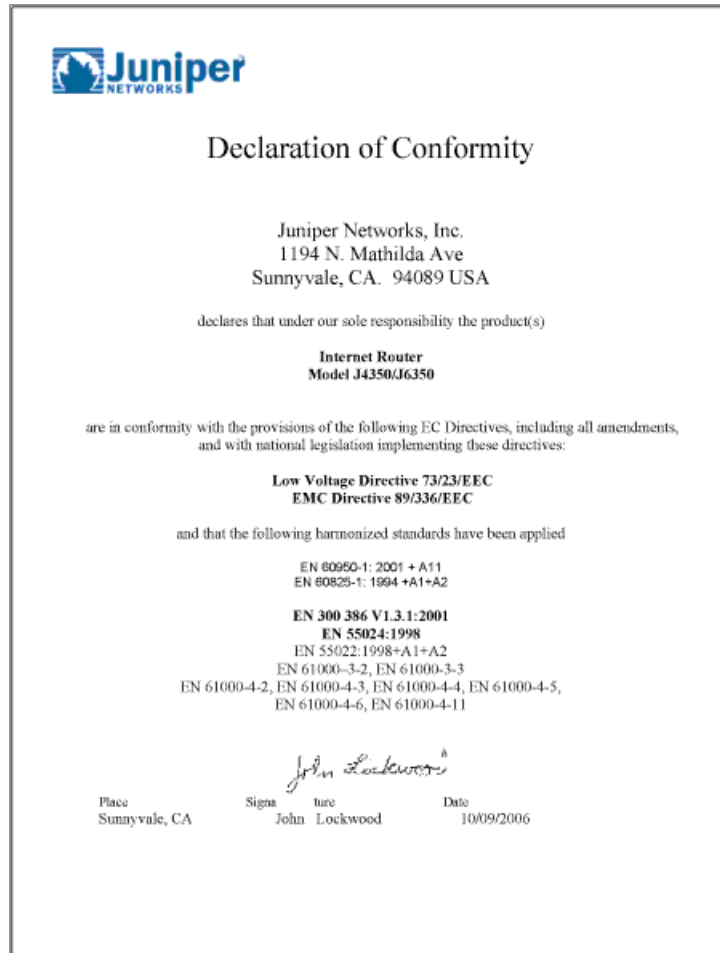 Juniper
NETWORKS
Declaration of Conformity
Juniper Networks, Inc.
1194 N. Mathilda Ave
Sunnyvale, CA. 94089 USA
declares that under our sole responsibility the product(s)
Internet Router
Model J4350/J6350
are in conformity with the provisions of the following EC Directives, including all amendments,
and with national legislation implementing these directives:
Low Voltage Directive 73/23/EEC
EMC Directive 89/336/EEC
and that the following harmonized standards have been applied
EN 60950-1: 2001 + A11
EN 60825-1: 1994 +A1+A2
EN 300 386 V1.3.1:2001
EN 55024:1998
EN 55022:1998+A1+A2
EN 61000–3-2, EN 61000-3-3
EN 61000-4-2, EN 61000-4-3, EN 61000-4-4, EN 61000-4-5,
EN 61000-4-6, EN 61000-4-11
John Lockwood
Place Signa ture Date
Sunnyvale, CA John Lockwood 10/09/2006